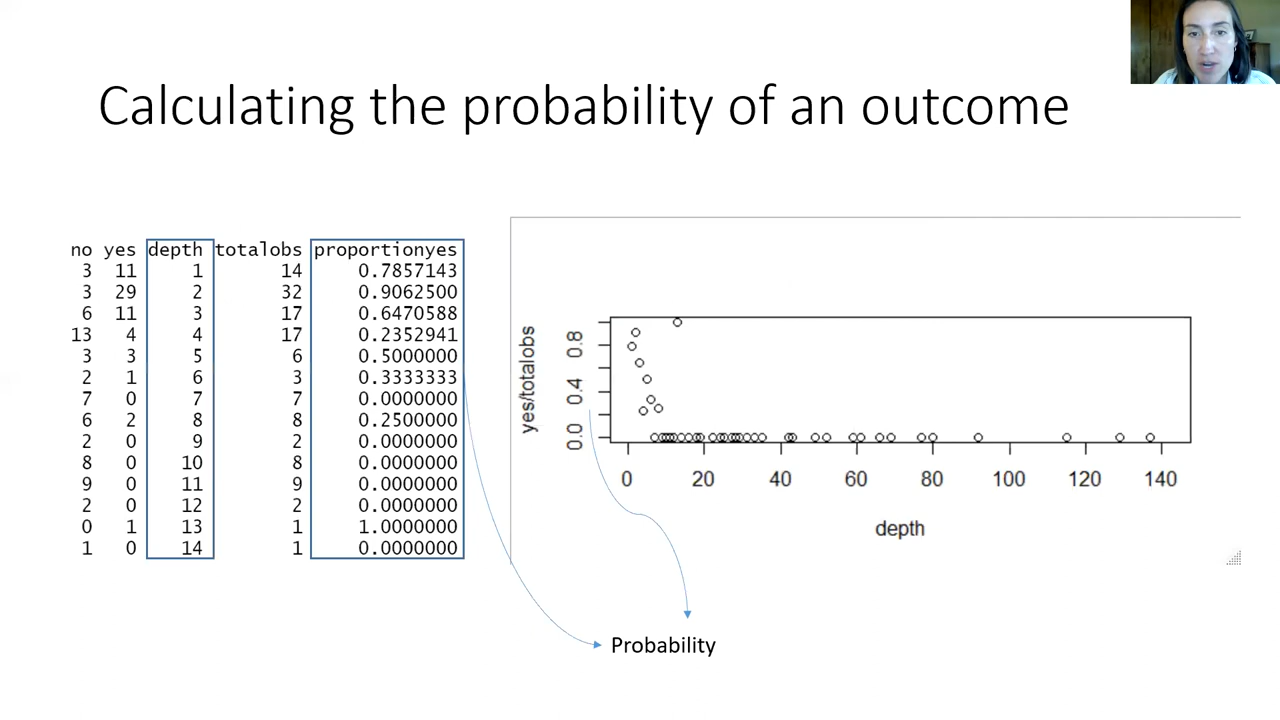 Calculating the probability of an outcome
no yes depth totalobs proportionyes
3 11 1 14 0.7857143
3 29 2 32 0.9062500
6 11 3 17 0.6470588
13 4 4 17 0.2352941
3 3 5 6 0.5000000
2 1 6 3 0.3333333
7 0 7 7 0.0000000
6 2 8 8 0.2500000
2 0 9 2 0.0000000
8 0 10 8 0.0000000
9 0 11 9 0.0000000
2 0 12 2 0.0000000
0 1 13 1 1.0000000
1 0 14 1 0.0000000
yes/totalobs
0.8
0.4
0.0
0 20 40 60 80 100 120 140
depth
Probability